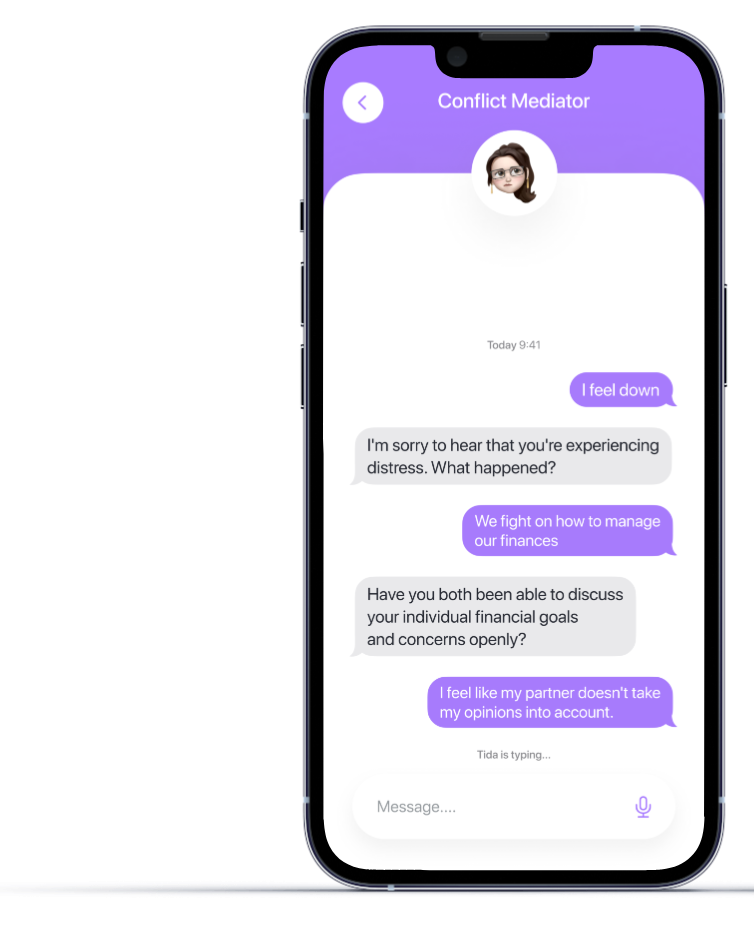 Conflict Mediator
Today 9:41
I feel down
I'm sorry to hear that you're experiencing
distress. What happened?
We fight on how to manage
our finances
Have you both been able to discuss
your individual financial goals
and concerns openly?
I feel like my partner doesn't take
my opinions into account.
Tida is typing...
Message....